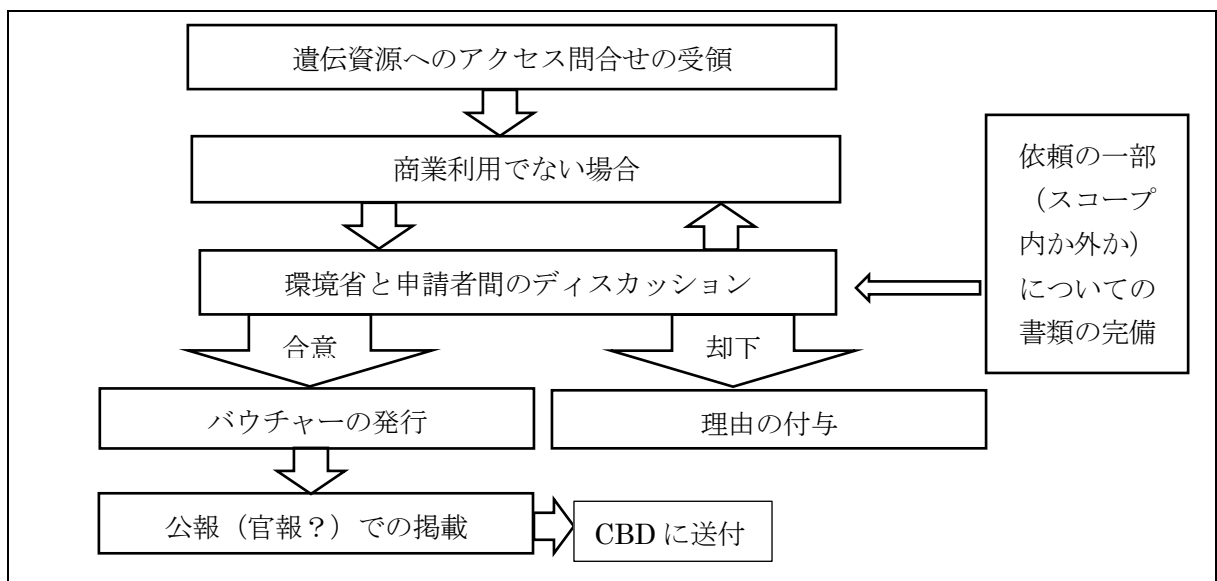 遺伝資源へのアクセス問合せの受領
商業利用でない場合
環境省と申請者間のディスカッション
依頼の一部
（スコープ
内か外か）
についての
書類の完備
合意
却下
バウチャーの発行
理由の付与
公報（官報？）での掲載
CBD に送付